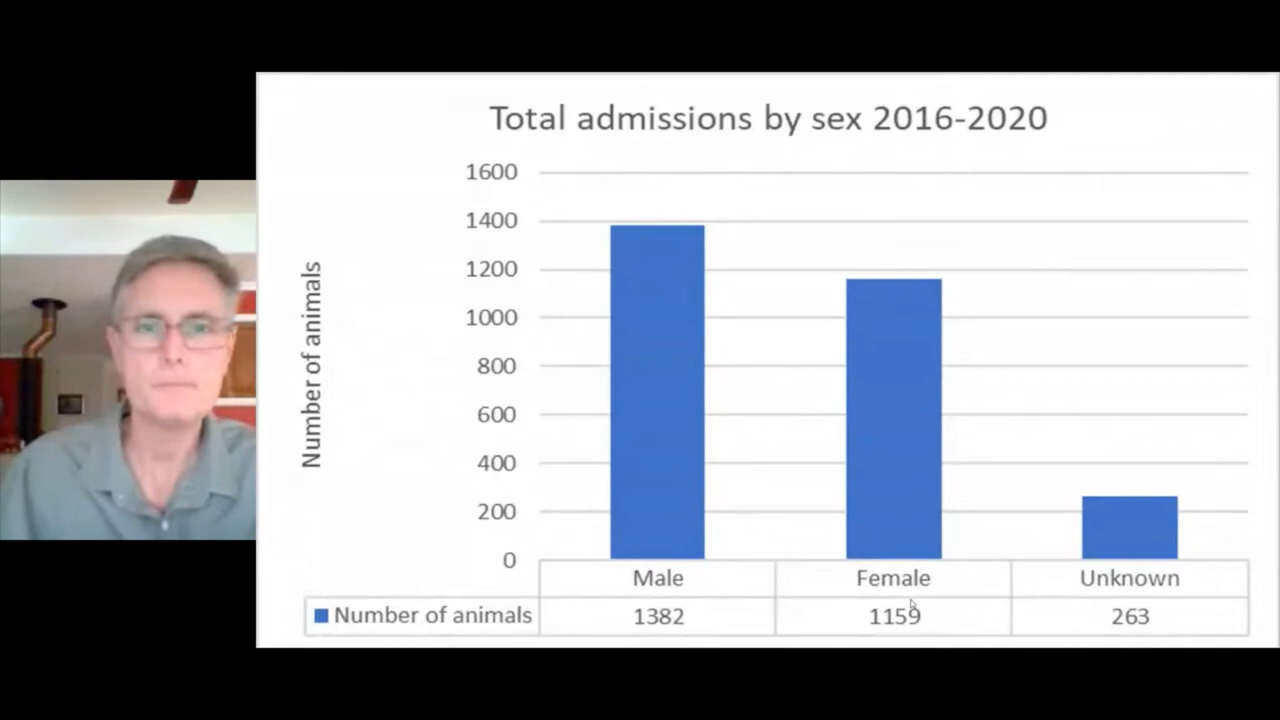 Total admissions by sex 2016-2020
1600
1400
1200
1000
800
600
400
200
0
Number of animals
Male Female Unknown
Number of animals 1382 1159 263